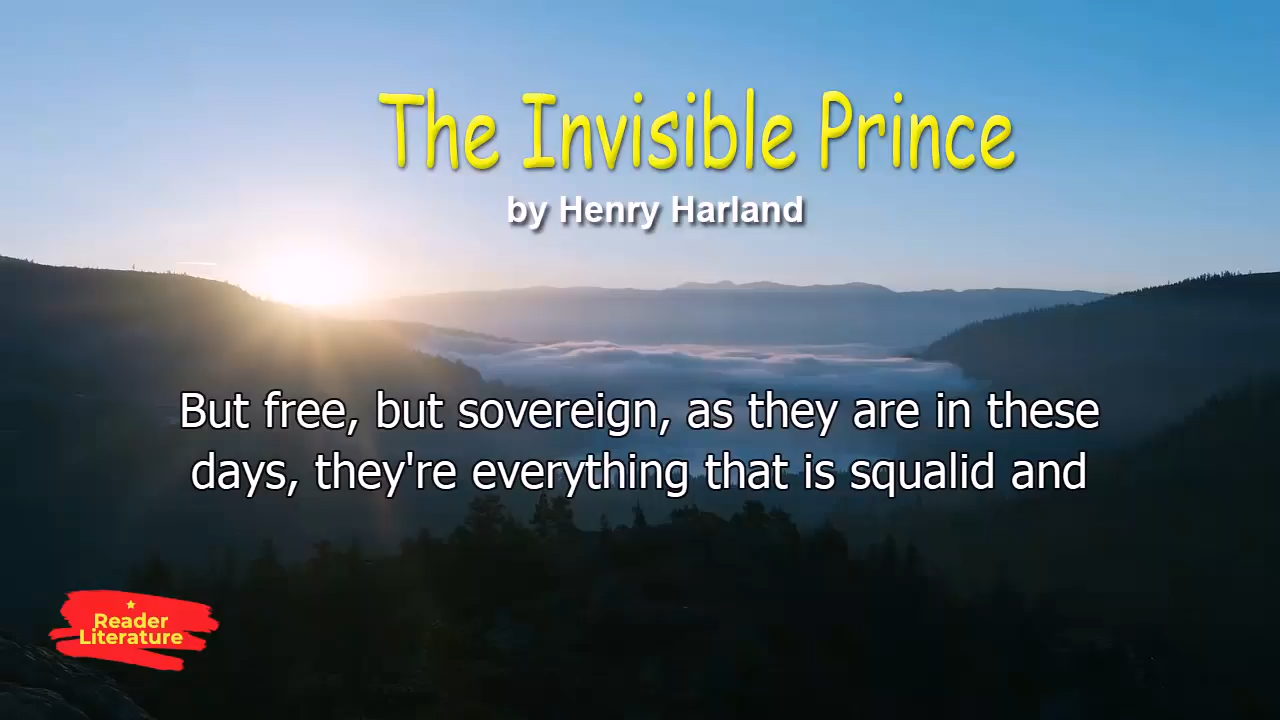 The Invisible Prince
by Henry Harland
But free, but sovereign, as they are in these
days, they're everything that is squalid and
Reader
Literature